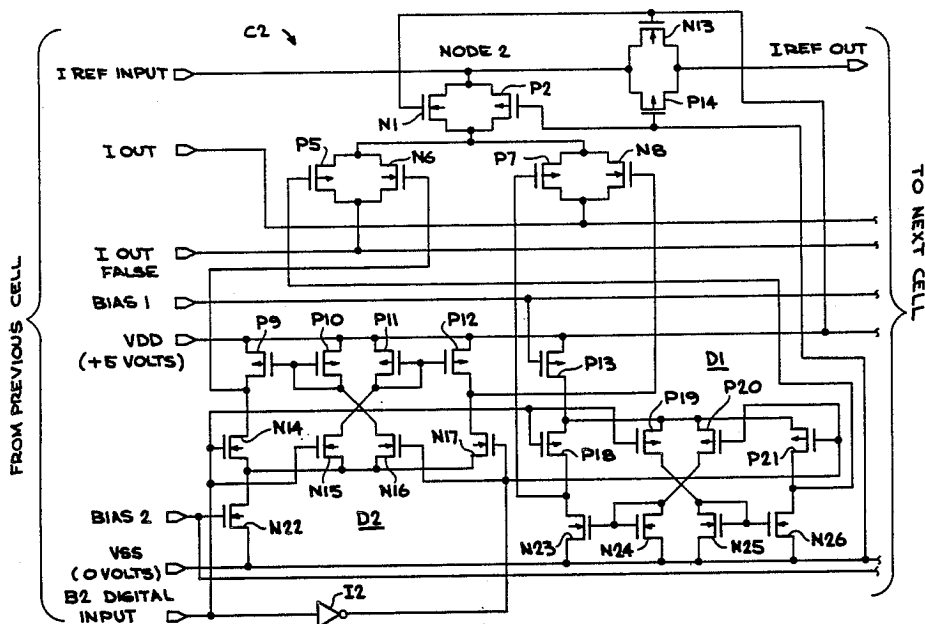 C2
NODE 2
N13
I REF INPUT
I REF OUT
P2
N1
P14
I OUT
P5
N6
P7
N8
I OUT
FALSE
BIAS 1
VDD
(+5 VOLTS)
P9
P10
P11
P12
P13
D1
P19
P20
N14
N15
N16
N17
P18
P21
BIAS 2
N22
D2
N23
N24
N25
N26
VSS
(0 VOLTS)
B2 DIGITAL
INPUT
I2
FROM PREVIOUS CELL
TO NEXT CELL